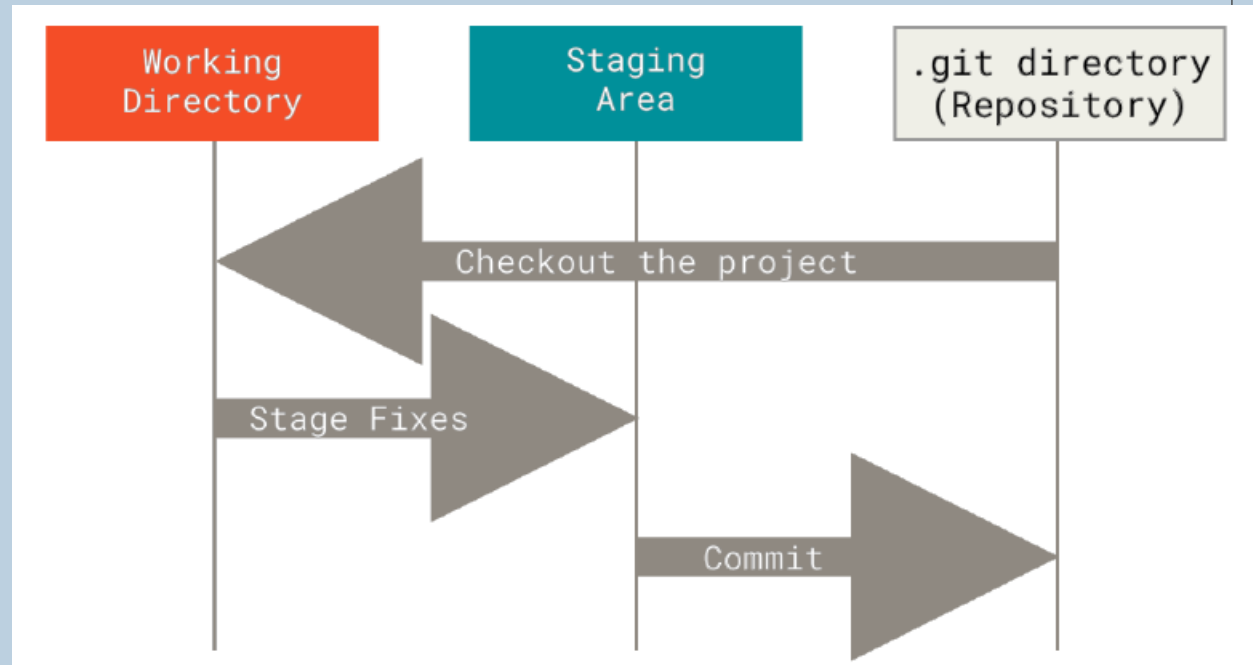 Working
Directory
Staging
Area
.git directory
(Repository)
Checkout the project
Stage Fixes
Commit